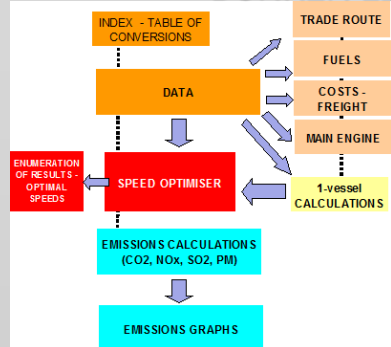 INDEX - TABLE OF
CONVERSIONS
TRADE ROUTE
FUELS
DATA
COSTS -
FREIGHT
MAIN ENGINE
ENUMERATION
OF RESULTS -
OPTIMAL
SPEEDS
SPEED OPTIMISER
1-vessel
CALCULATIONS
EMISSIONS CALCULATIONS
(CO2, NOx, SO2, PM)
EMISSIONS GRAPHS